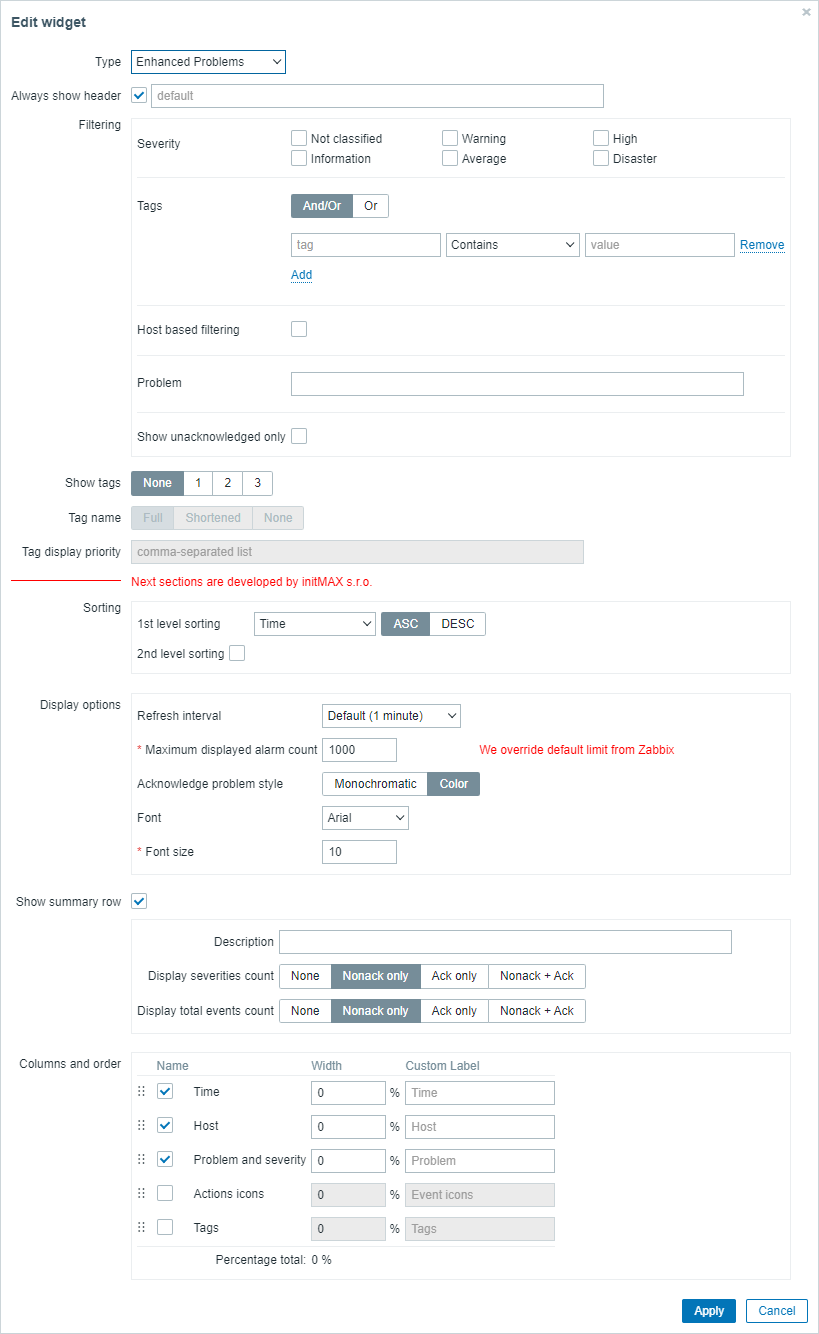 Edit widget
×
Type Enhanced Problems
Always show header default
Filtering
Severity Not classified Warning High
Information Average Disaster
Tags And/Or Or
tag Contains value Remove
Add
Host based filtering
Problem
Show unacknowledged only
Show tags None 1 2 3
Tag name Full Shortened None
Tag display priority comma-separated list
Next sections are developed by initMAX s.r.o.
Sorting
1st level sorting Time ASC DESC
2nd level sorting
Display options
Refresh interval Default (1 minute)
* Maximum displayed alarm count 1000 We override default limit from Zabbix
Acknowledge problem style Monochromatic Color
Font Arial
* Font size 10
Show summary row
Description
Display severities count None Nonack only Ack only Nonack + Ack
Display total events count None Nonack only Ack only Nonack + Ack
Columns and order Name Width Custom Label
Time 0 % Time
Host 0 % Host
Problem and severity 0 % Problem
Actions icons 0 % Event icons
Tags 0 % Tags
Percentage total: 0 %
Apply Cancel